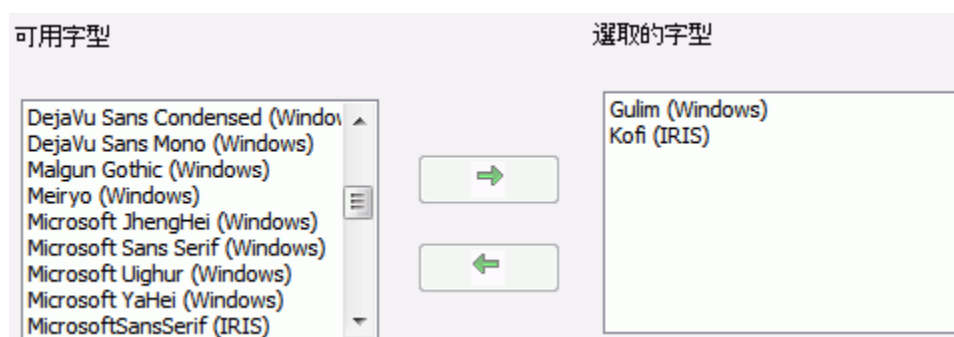 可用字型
選取的字型
DejaVu Sans Condensed (Windov
DejaVu Sans Mono (Windows)
Malgun Gothic (Windows)
Meiryo (Windows)
Microsoft JhengHei (Windows)
Microsoft Sans Serif (Windows)
Microsoft Uighur (Windows)
Microsoft YaHei (Windows)
MicrosoftSansSerif (IRIS)
Gulim (Windows)
Kofi (IRIS)